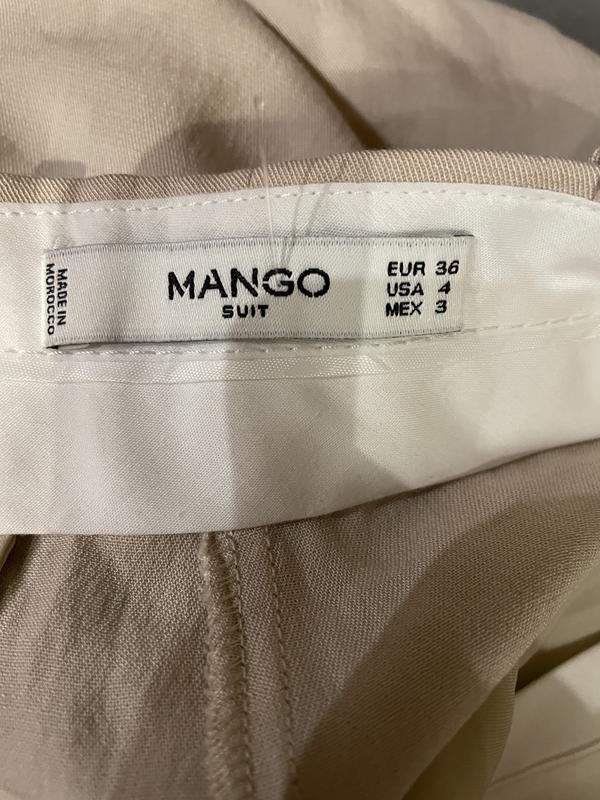 MADE IN
MOROCCO
MANGO
SUIT
EUR 36
USA 4
MEX 3